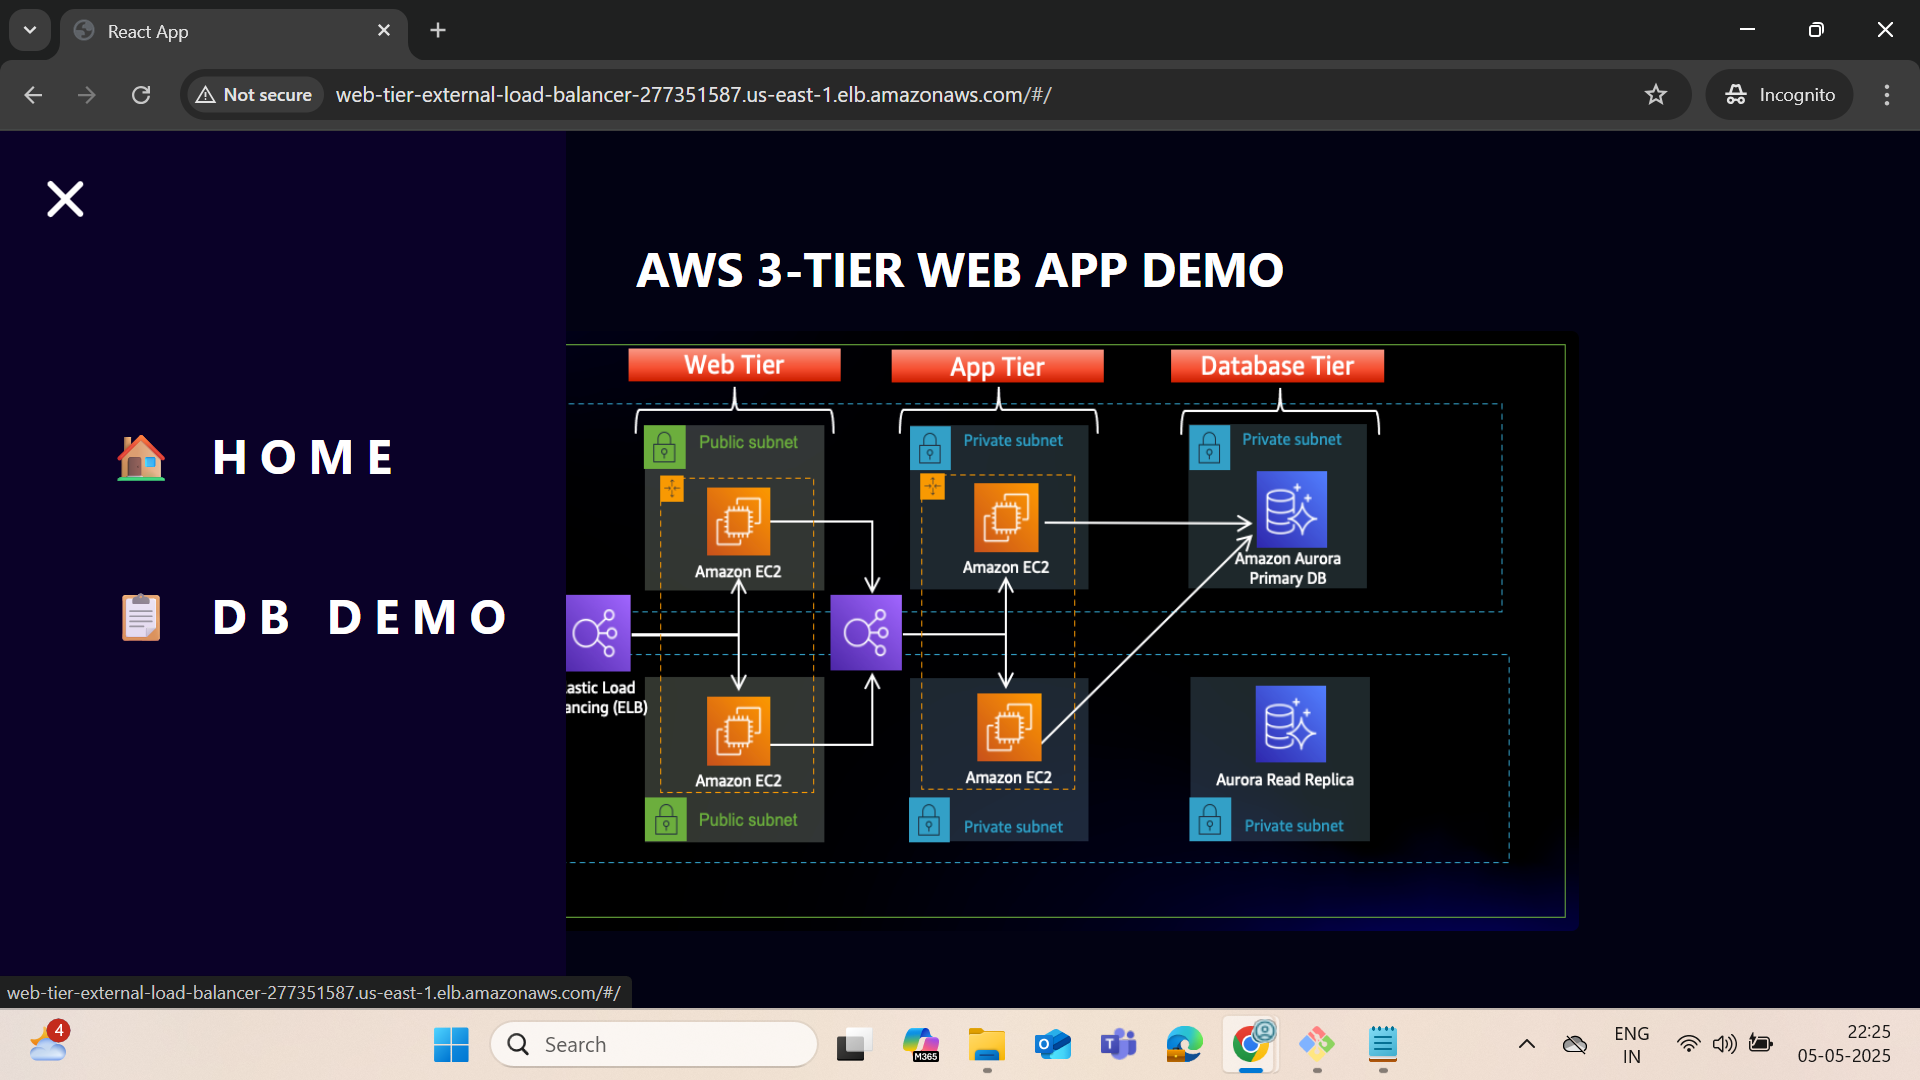 React App
Not secure
web-tier-external-load-balancer-277351587.us-east-1.elb.amazonaws.com/#/
Incognito
AWS 3-TIER WEB APP DEMO
HOME
DB DEMO
Web Tier
App Tier
Database Tier
Public subnet
Private subnet
Private subnet
Amazon EC2
Amazon EC2
Amazon Aurora
Primary DB
astic Load
ancing (ELB)
Amazon EC2
Amazon EC2
Aurora Read Replica
Public subnet
Private subnet
Private subnet
web-tier-external-load-balancer-277351587.us-east-1.elb.amazonaws.com/#/
4
Search
M365
ENG
IN
22:25
05-05-2025